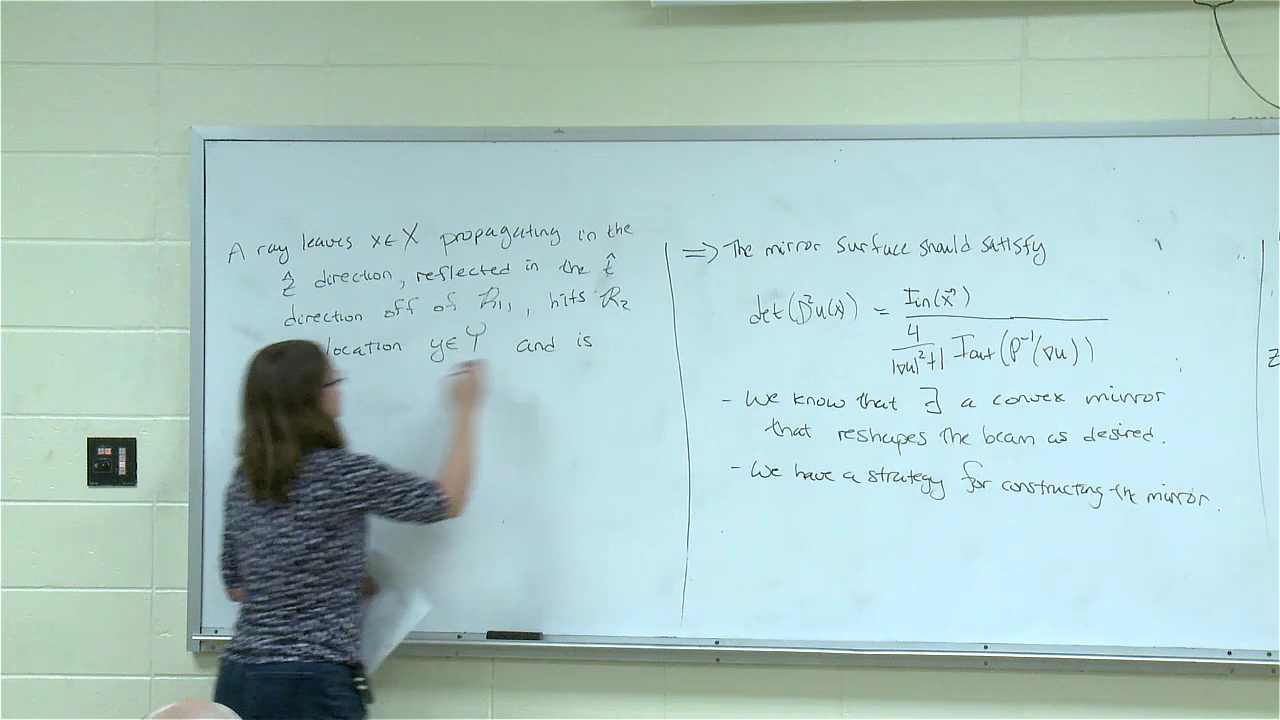 A ray leaves x∈X propagating in the
ẑ direction, reflected in the t̂
direction off of R₁, hits R₂
location y∈Y and is
⇒ The mirror surface should satisfy
det(D²u(x)) = Iin(x⃗) / (4/(|∇u|²+1) Iout(P⁻¹(∇u)))
- We know that ∃ a convex mirror
that reshapes the beam as desired.
- We have a strategy for constructing the mirror.